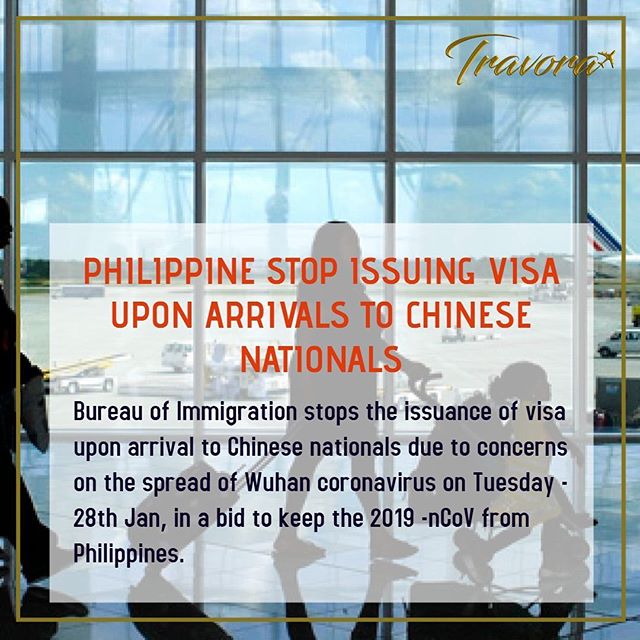 Travora
PHILIPPINE STOP ISSUING VISA
UPON ARRIVALS TO CHINESE
NATIONALS
Bureau of Immigration stops the issuance of visa
upon arrival to Chinese nationals due to concerns
on the spread of Wuhan coronavirus on Tuesday -
28th Jan, in a bid to keep the 2019 -nCoV from
Philippines.